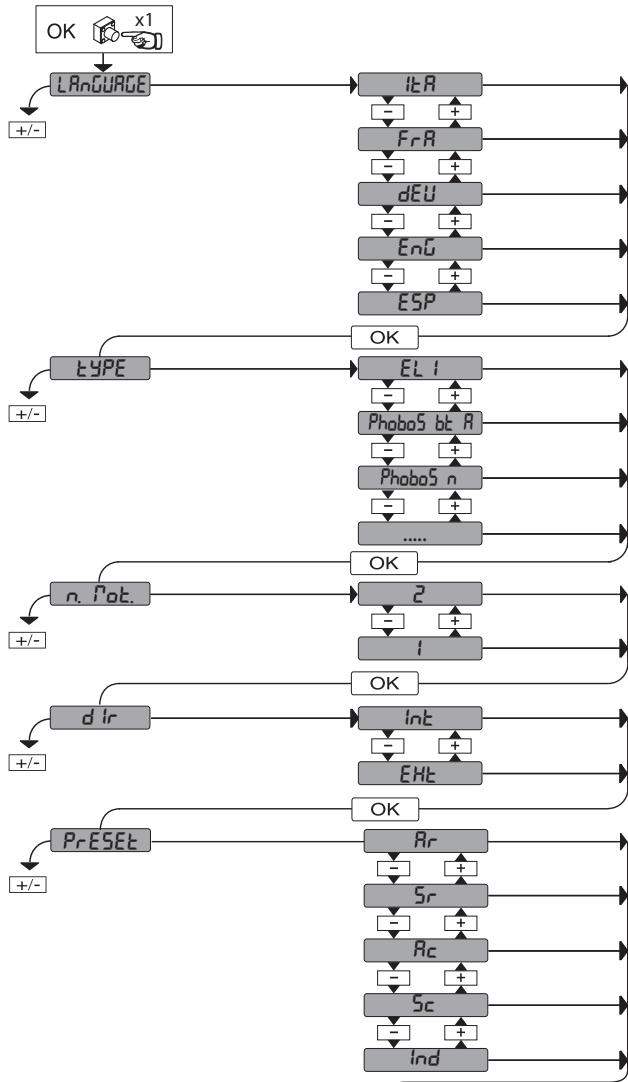 OK x1
LAnGUAGE
+/-
ItA
- +
FrA
- +
dEU
- +
EnG
- +
ESP
OK
tYPE
+/-
EL 1
- +
PhoboS bt A
- +
PhoboS n
- +
.....
OK
n. Mot.
+/-
2
- +
1
OK
dIr
+/-
Int
- +
EHt
OK
PrESEt
+/-
Ar
- +
Sr
- +
Ac
- +
Sc
- +
Ind